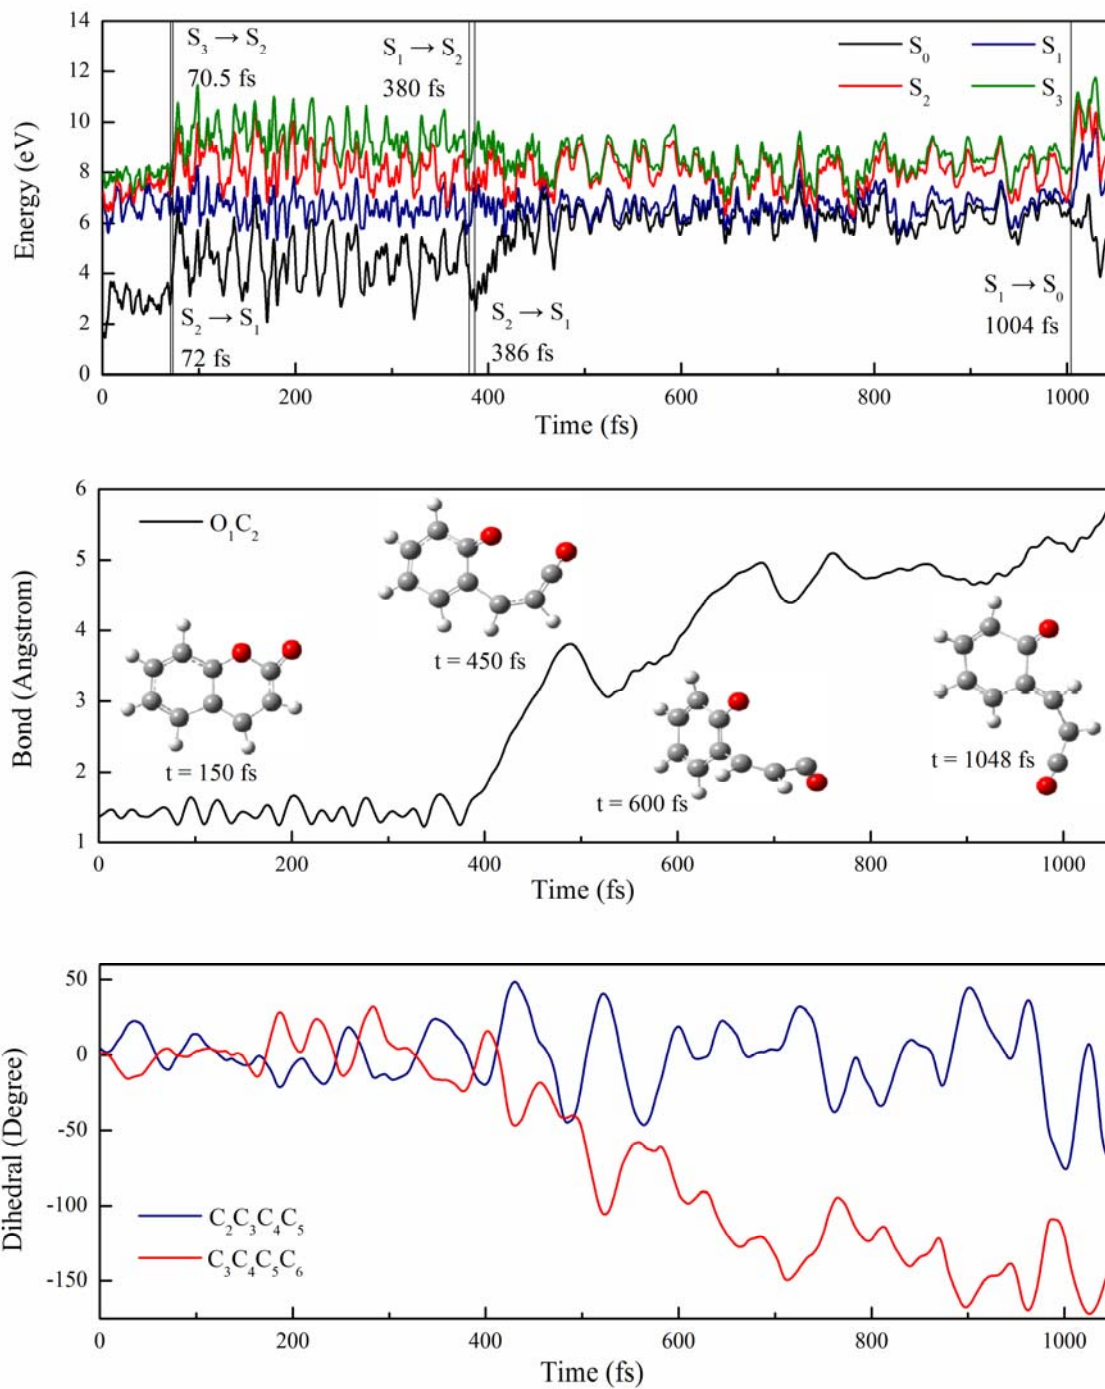 14
12
10
8
6
4
2
0
Energy (eV)
S₃ → S₂
70.5 fs
S₁ → S₂
380 fs
S₀
S₁
S₂
S₃
S₂ → S₁
72 fs
S₂ → S₁
386 fs
S₁ → S₀
1004 fs
0 200 400 600 800 1000
Time (fs)
6
5
4
3
2
1
Bond (Angstrom)
O₁C₂
t = 150 fs
t = 450 fs
t = 600 fs
t = 1048 fs
0 200 400 600 800 1000
Time (fs)
50
0
-50
-100
-150
Dihedral (Degree)
C₂C₃C₄C₅
C₃C₄C₅C₆
0 200 400 600 800 1000
Time (fs)